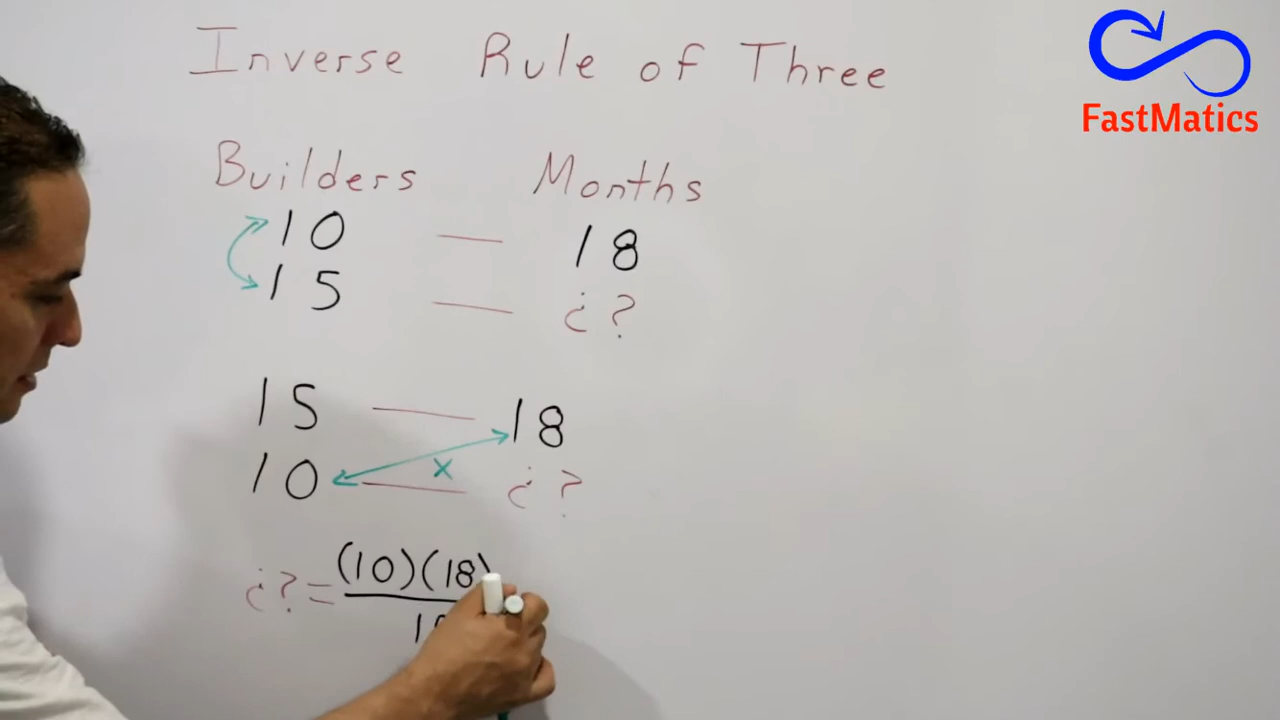 Inverse Rule of Three
FastMatics
Builders Months
10 — 18
15 — ¿?
15 — 18
10 x ¿?
¿? = (10)(18)